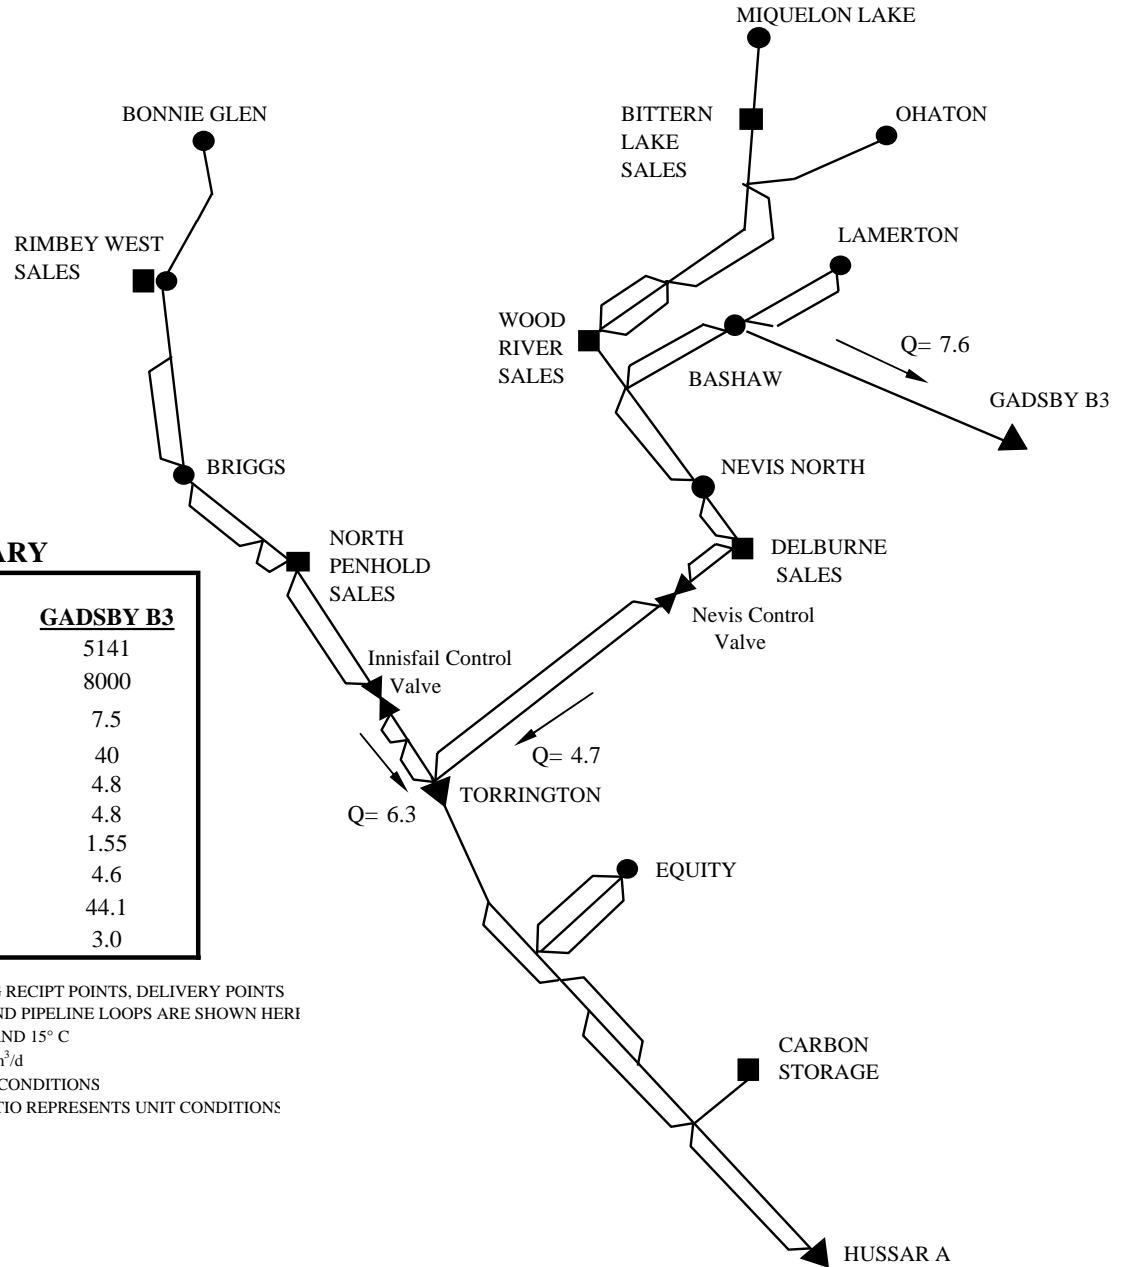 MIQUELON LAKE
BONNIE GLEN
BITTERN
LAKE
SALES
OHATON
RIMBEY WEST
SALES
LAMERTON
WOOD
RIVER
SALES
Q= 7.6
BASHAW
GADSBY B3
BRIGGS
NEVIS NORTH
NORTH
PENHOLD
SALES
DELBURNE
SALES
Nevis Control
Valve
Innisfail Control
Valve
Q= 4.7
TORRINGTON
Q= 6.3
EQUITY
CARBON
STORAGE
HUSSAR A
ARY
GADSBY B3
5141
8000
7.5
40
4.8
4.8
1.55
4.6
44.1
3.0
RECIPT POINTS, DELIVERY POINTS
ND PIPELINE LOOPS ARE SHOWN HERE
AND 15° C
m³/d
CONDITIONS
TIO REPRESENTS UNIT CONDITIONS